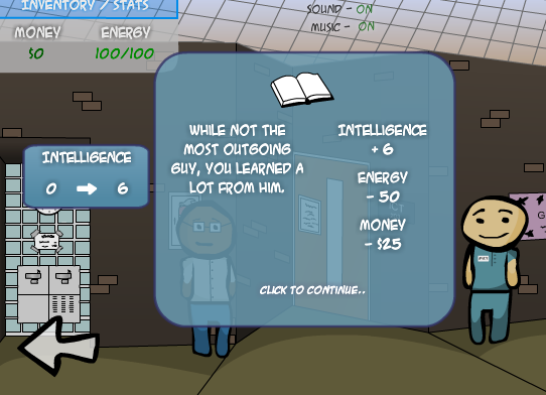 INVENTORY / STATS
MONEY ENERGY
$0 100/100
SOUND - ON
MUSIC - ON
INTELLIGENCE
0 6
WHILE NOT THE
MOST OUTGOING
GUY, YOU LEARNED A
LOT FROM HIM.
INTELLIGENCE
+ 6
ENERGY
- 50
MONEY
- $25
CLICK TO CONTINUE..